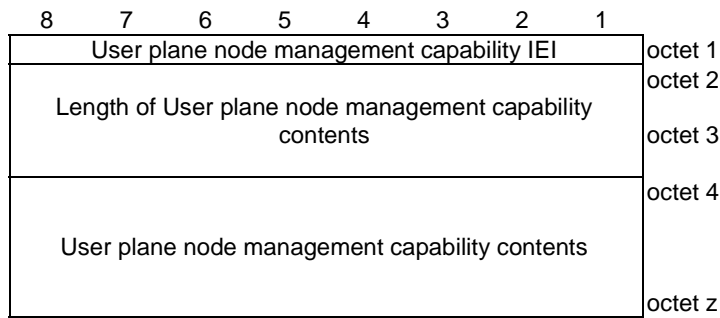 8 7 6 5 4 3 2 1
User plane node management capability IEI octet 1
octet 2
Length of User plane node management capability
contents octet 3
octet 4
User plane node management capability contents
octet z